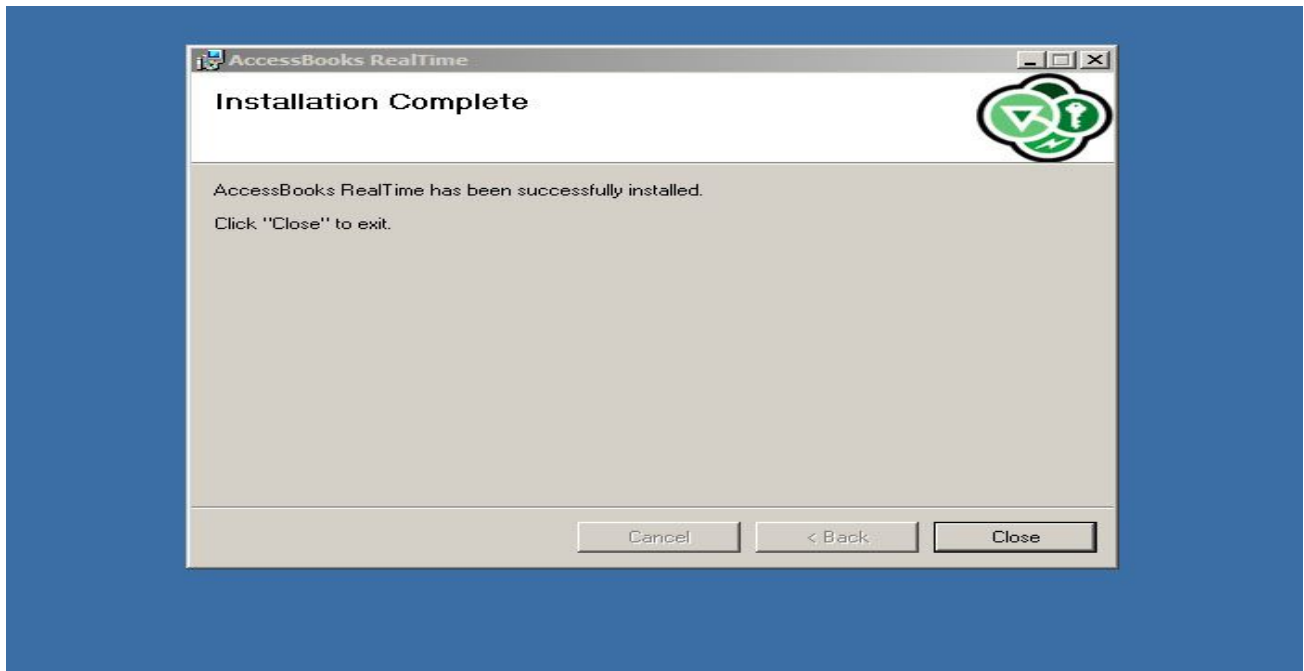 AccessBooks RealTime
Installation Complete
AccessBooks RealTime has been successfully installed.
Click "Close" to exit.
Cancel
< Back
Close